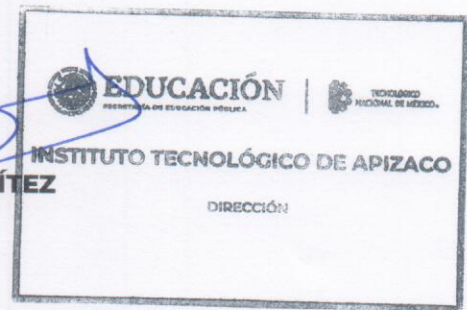 EDUCACIÓN
SECRETARÍA DE EDUCACIÓN PÚBLICA
TECNOLÓGICO
NACIONAL DE MÉXICO
INSTITUTO TECNOLÓGICO DE APIZACO
ÍTEZ
DIRECCIÓN